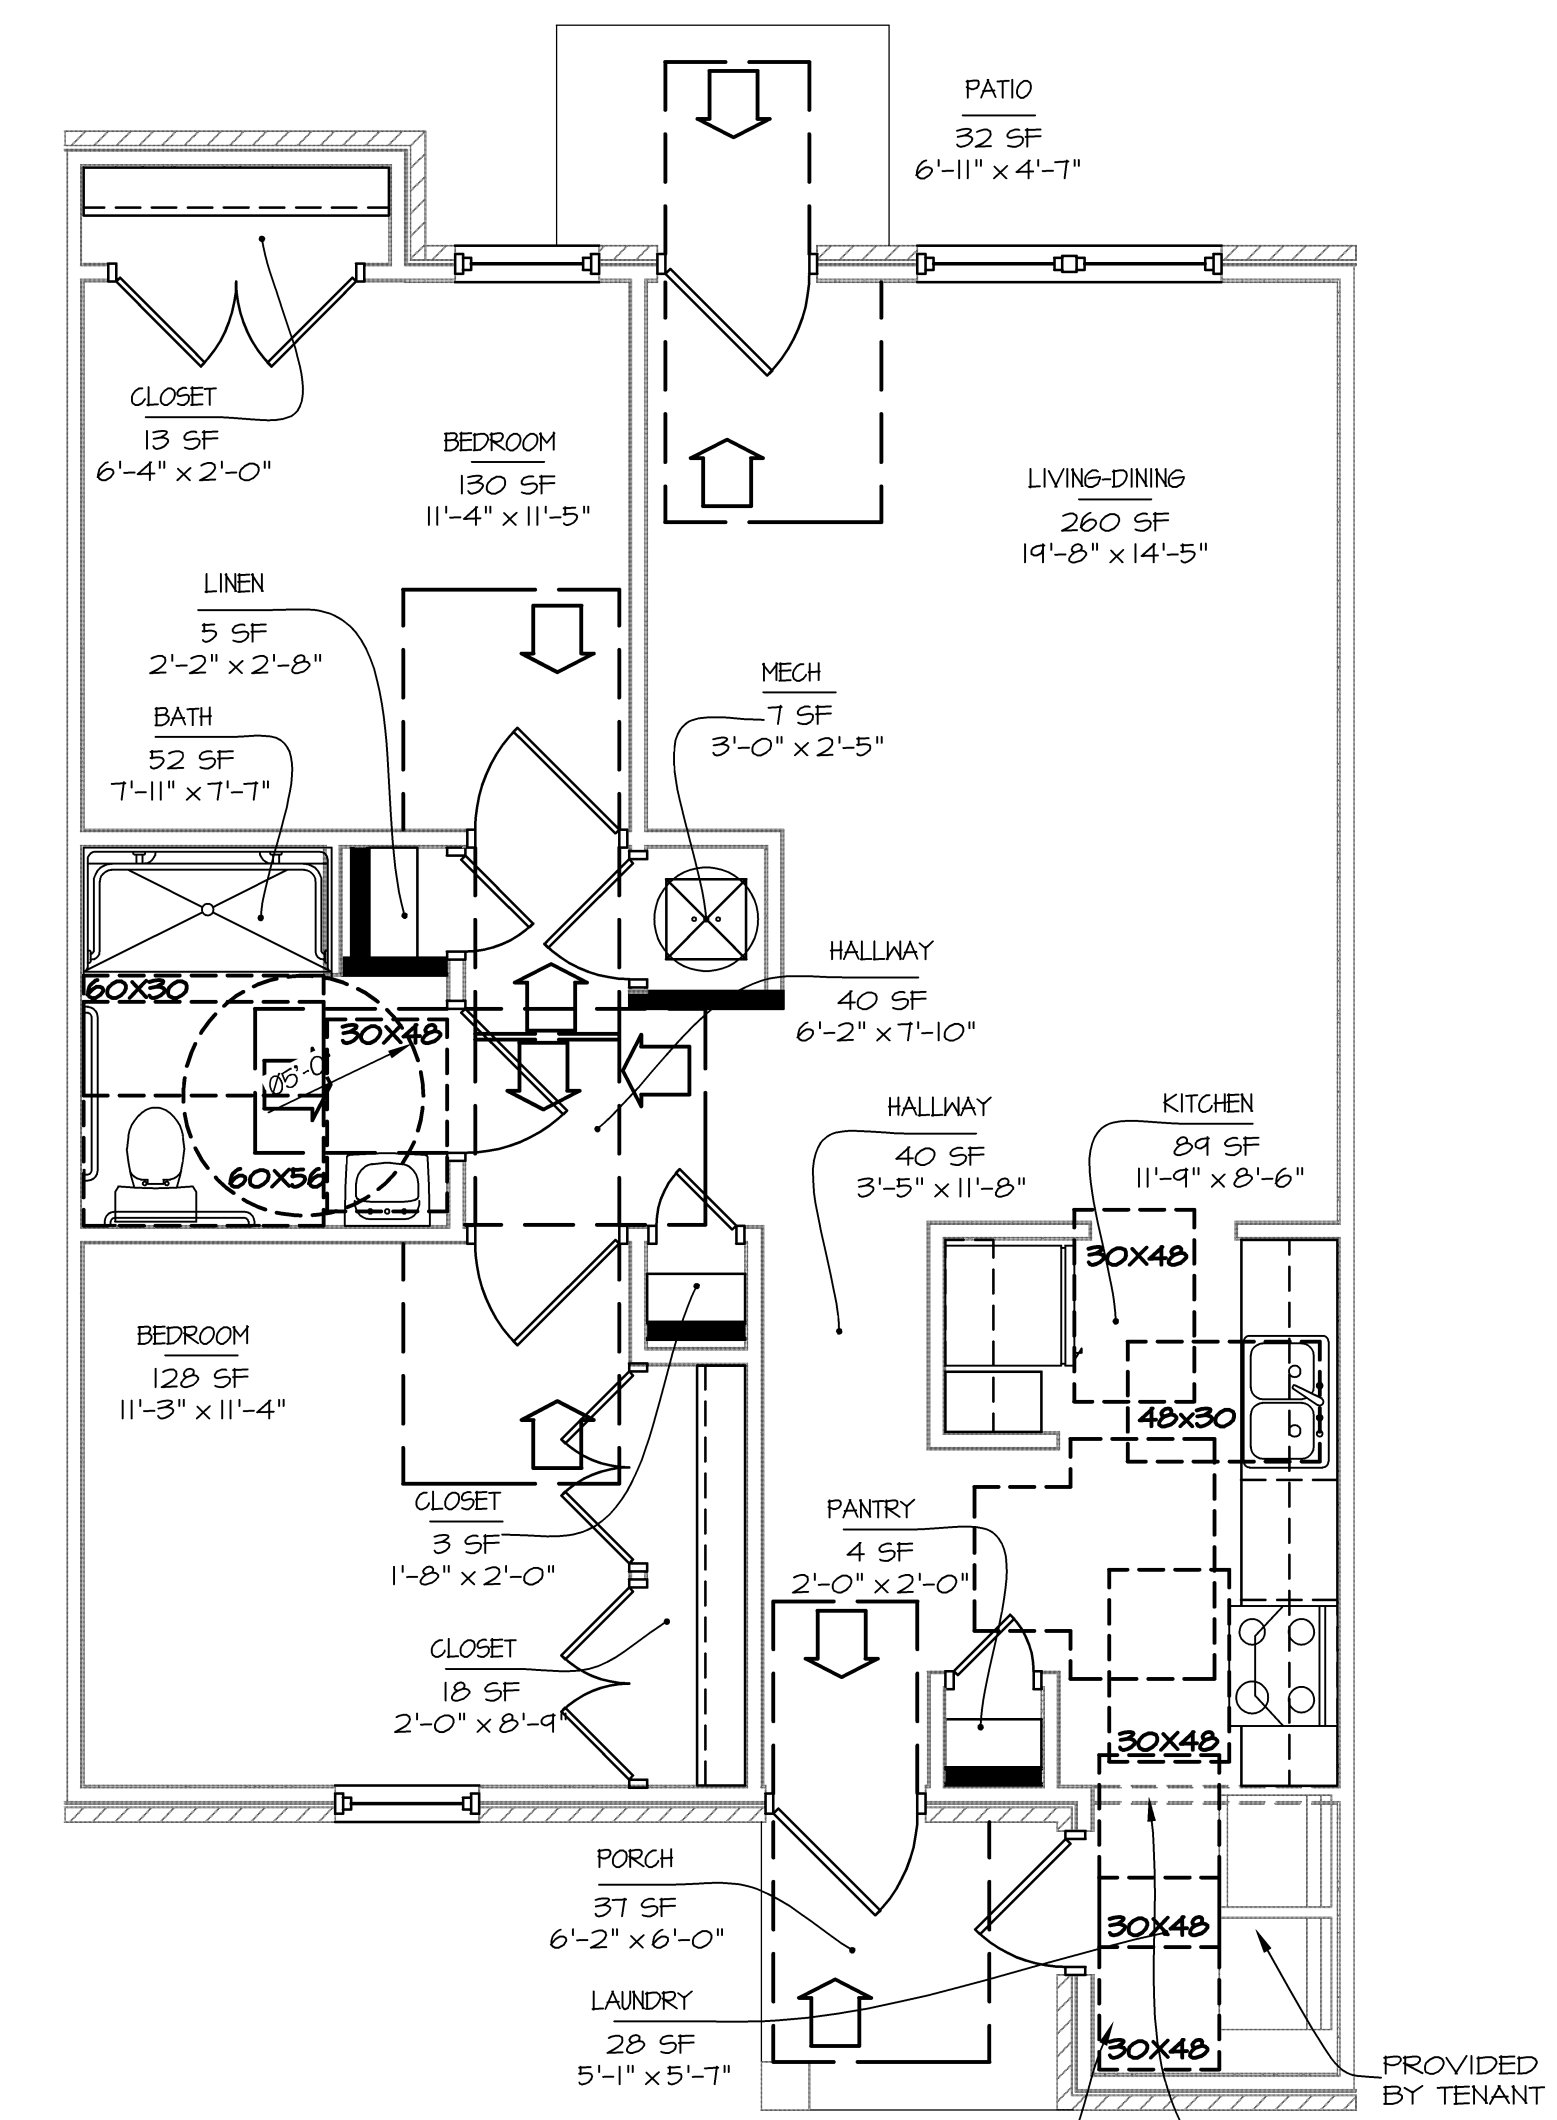 PATIO
32 SF
6'-11" x 4'-7"
CLOSET
13 SF
6'-4" x 2'-0"
BEDROOM
130 SF
11'-4" x 11'-5"
LIVING-DINING
260 SF
19'-8" x 14'-5"
LINEN
5 SF
2'-2" x 2'-8"
BATH
52 SF
7'-11" x 7'-7"
MECH
7 SF
3'-0" x 2'-5"
HALLWAY
40 SF
6'-2" x 7'-10"
60X30
30X48
Ø5'-0"
60X56
HALLWAY
40 SF
3'-5" x 11'-8"
KITCHEN
89 SF
11'-9" x 8'-6"
30X48
48x30
BEDROOM
128 SF
11'-3" x 11'-4"
CLOSET
3 SF
1'-8" x 2'-0"
PANTRY
4 SF
2'-0" x 2'-0"
CLOSET
18 SF
2'-0" x 8'-9"
30X48
PORCH
37 SF
6'-2" x 6'-0"
30X48
LAUNDRY
28 SF
5'-1" x 5'-7"
30X48
PROVIDED
BY TENANT